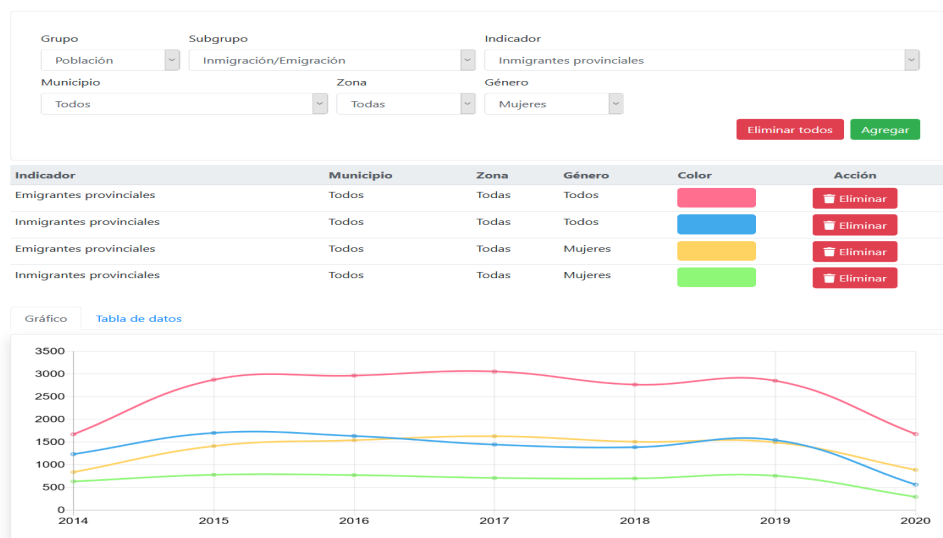 Grupo Subgrupo Indicador
Población Inmigración/Emigración Inmigrantes provinciales
Municipio Zona Género
Todos Todas Mujeres
Eliminar todos Agregar
Indicador Municipio Zona Género Color Acción
Emigrantes provinciales Todos Todas Todos Eliminar
Inmigrantes provinciales Todos Todas Todos Eliminar
Emigrantes provinciales Todos Todas Mujeres Eliminar
Inmigrantes provinciales Todos Todas Mujeres Eliminar
Gráfico Tabla de datos
3500
3000
2500
2000
1500
1000
500
0
2014 2015 2016 2017 2018 2019 2020